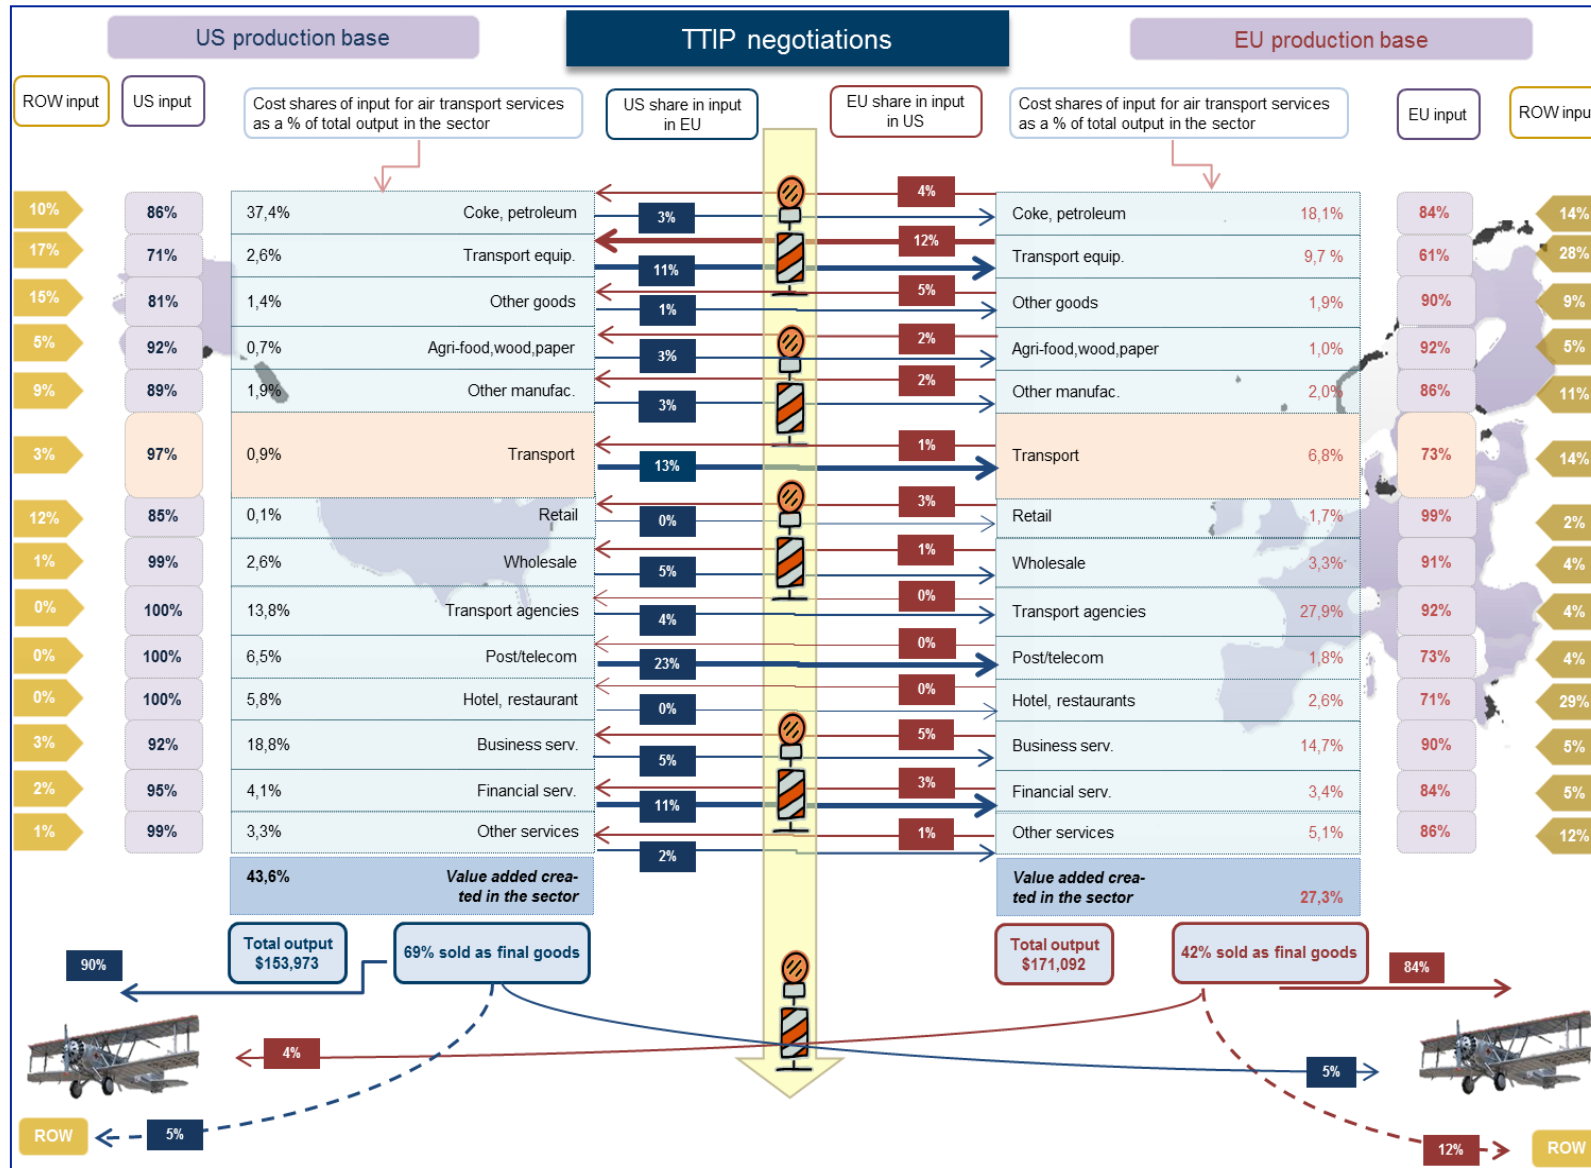 US production base
TTIP negotiations
EU production base
ROW input
US input
Cost shares of input for air transport services
as a % of total output in the sector
US share in input
in EU
EU share in input
in US
Cost shares of input for air transport services
as a % of total output in the sector
EU input
ROW input
10% 86% 37,4% Coke, petroleum 3% 4% Coke, petroleum 18,1% 84% 14%
17% 71% 2,6% Transport equip. 11% 12% Transport equip. 9,7 % 61% 28%
15% 81% 1,4% Other goods 1% 5% Other goods 1,9% 90% 9%
5% 92% 0,7% Agri-food,wood,paper 3% 2% Agri-food,wood,paper 1,0% 92% 5%
9% 89% 1,9% Other manufac. 3% 2% Other manufac. 2,0% 86% 11%
3% 97% 0,9% Transport 13% 1% Transport 6,8% 73% 14%
12% 85% 0,1% Retail 0% 3% Retail 1,7% 99% 2%
1% 99% 2,6% Wholesale 5% 1% Wholesale 3,3% 91% 4%
0% 100% 13,8% Transport agencies 4% 0% Transport agencies 27,9% 92% 4%
0% 100% 6,5% Post/telecom 23% 0% Post/telecom 1,8% 73% 4%
0% 100% 5,8% Hotel, restaurant 0% 0% Hotel, restaurants 2,6% 71% 29%
3% 92% 18,8% Business serv. 5% 5% Business serv. 14,7% 90% 5%
2% 95% 4,1% Financial serv. 11% 3% Financial serv. 3,4% 84% 5%
1% 99% 3,3% Other services 2% 1% Other services 5,1% 86% 12%
43,6% Value added crea-
ted in the sector
Value added crea-
ted in the sector 27,3%
Total output
$153,973
69% sold as final goods
Total output
$171,092
42% sold as final goods
90%
84%
4%
5%
ROW
5%
12%
ROW